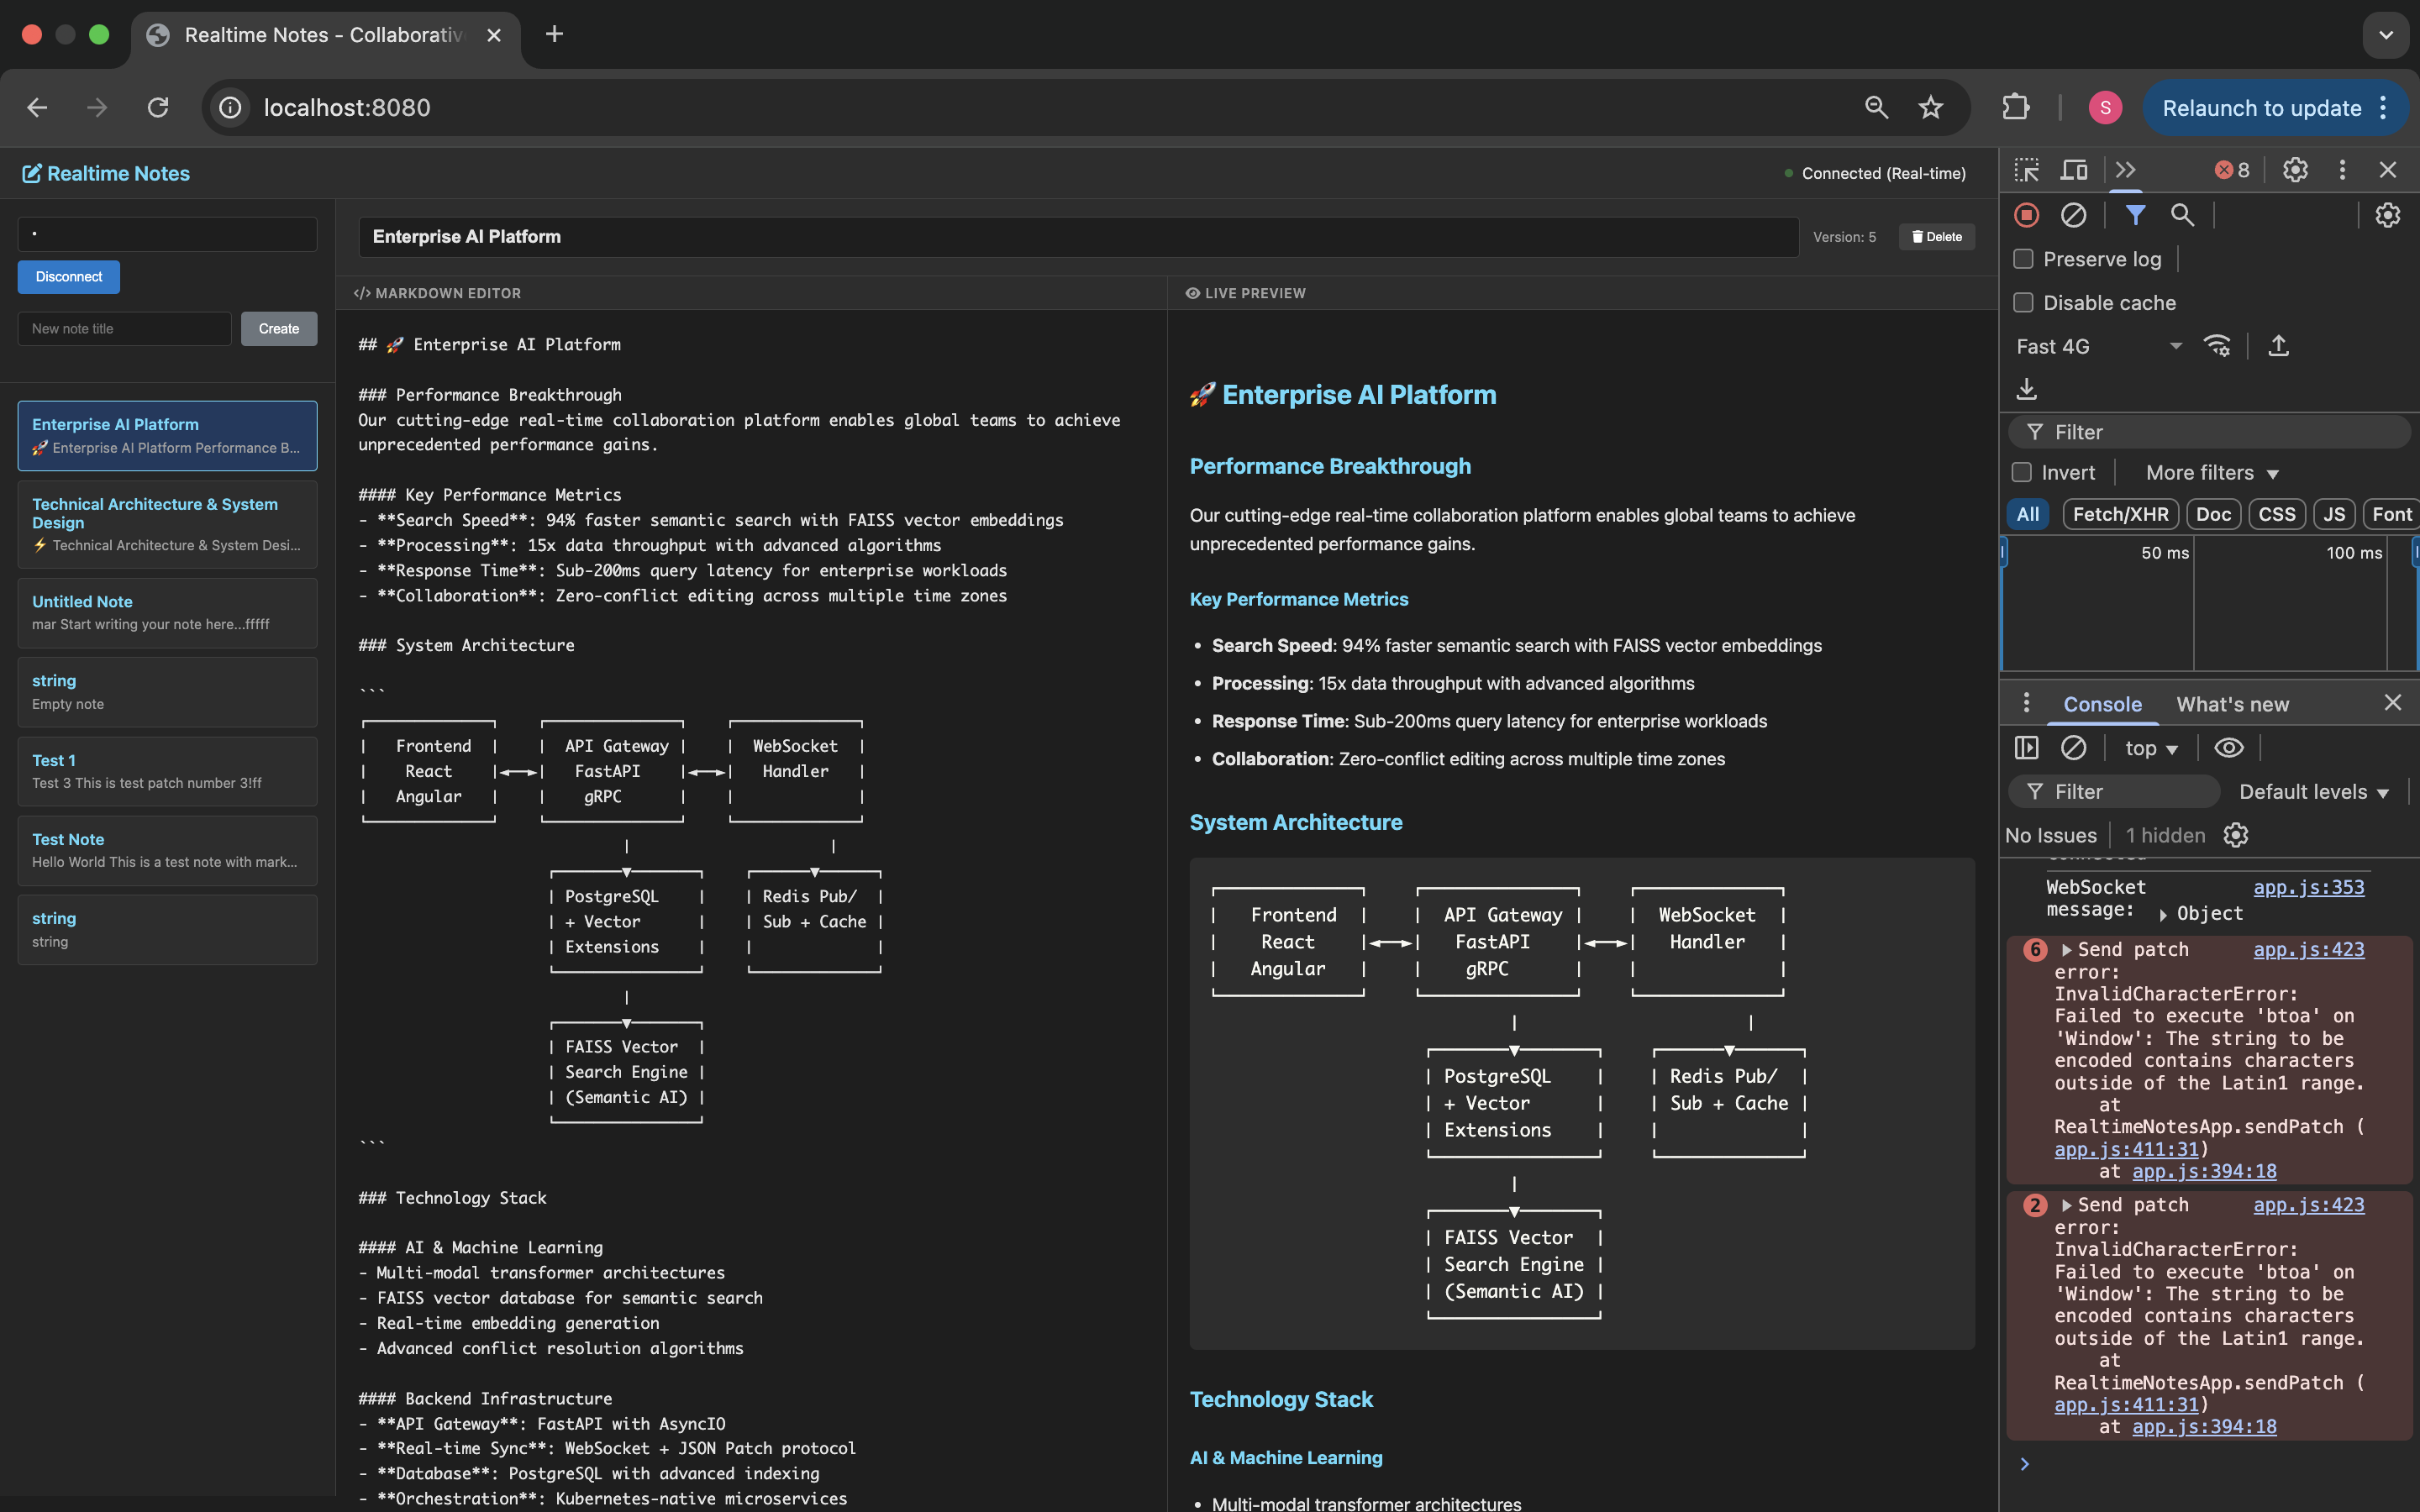 Realtime Notes - Collaborativ
localhost:8080
S
Relaunch to update
Realtime Notes
Connected (Real-time)
Disconnect
New note title
Create
Enterprise AI Platform
🚀 Enterprise AI Platform Performance B...
Technical Architecture & System
Design
⚡ Technical Architecture & System Desi...
Untitled Note
mar Start writing your note here...fffff
string
Empty note
Test 1
Test 3 This is test patch number 3!ff
Test Note
Hello World This is a test note with mark...
string
string
Enterprise AI Platform
Version: 5
Delete
</> MARKDOWN EDITOR
## 🚀 Enterprise AI Platform
### Performance Breakthrough
Our cutting-edge real-time collaboration platform enables global teams to achieve
unprecedented performance gains.
#### Key Performance Metrics
- **Search Speed**: 94% faster semantic search with FAISS vector embeddings
- **Processing**: 15x data throughput with advanced algorithms
- **Response Time**: Sub-200ms query latency for enterprise workloads
- **Collaboration**: Zero-conflict editing across multiple time zones
### System Architecture
```
Frontend API Gateway WebSocket
React FastAPI Handler
Angular gRPC
PostgreSQL Redis Pub/
+ Vector Sub + Cache
Extensions
FAISS Vector
Search Engine
(Semantic AI)
```
### Technology Stack
#### AI & Machine Learning
- Multi-modal transformer architectures
- FAISS vector database for semantic search
- Real-time embedding generation
- Advanced conflict resolution algorithms
#### Backend Infrastructure
- **API Gateway**: FastAPI with AsyncIO
- **Real-time Sync**: WebSocket + JSON Patch protocol
- **Database**: PostgreSQL with advanced indexing
- **Orchestration**: Kubernetes-native microservices
LIVE PREVIEW
🚀 Enterprise AI Platform
Performance Breakthrough
Our cutting-edge real-time collaboration platform enables global teams to achieve
unprecedented performance gains.
Key Performance Metrics
• Search Speed: 94% faster semantic search with FAISS vector embeddings
• Processing: 15x data throughput with advanced algorithms
• Response Time: Sub-200ms query latency for enterprise workloads
• Collaboration: Zero-conflict editing across multiple time zones
System Architecture
Frontend API Gateway WebSocket
React FastAPI Handler
Angular gRPC
PostgreSQL Redis Pub/
+ Vector Sub + Cache
Extensions
FAISS Vector
Search Engine
(Semantic AI)
Technology Stack
AI & Machine Learning
• Multi-modal transformer architectures
8
Preserve log
Disable cache
Fast 4G
Filter
Invert More filters
All Fetch/XHR Doc CSS JS Font
50 ms 100 ms
Console What's new
top
Filter Default levels
No Issues 1 hidden
connected
WebSocket app.js:353
message: ▸ Object
6 ▸ Send patch app.js:423
error:
InvalidCharacterError:
Failed to execute 'btoa' on
'Window': The string to be
encoded contains characters
outside of the Latin1 range.
at
RealtimeNotesApp.sendPatch (
app.js:411:31)
at app.js:394:18
2 ▸ Send patch app.js:423
error:
InvalidCharacterError:
Failed to execute 'btoa' on
'Window': The string to be
encoded contains characters
outside of the Latin1 range.
at
RealtimeNotesApp.sendPatch (
app.js:411:31)
at app.js:394:18